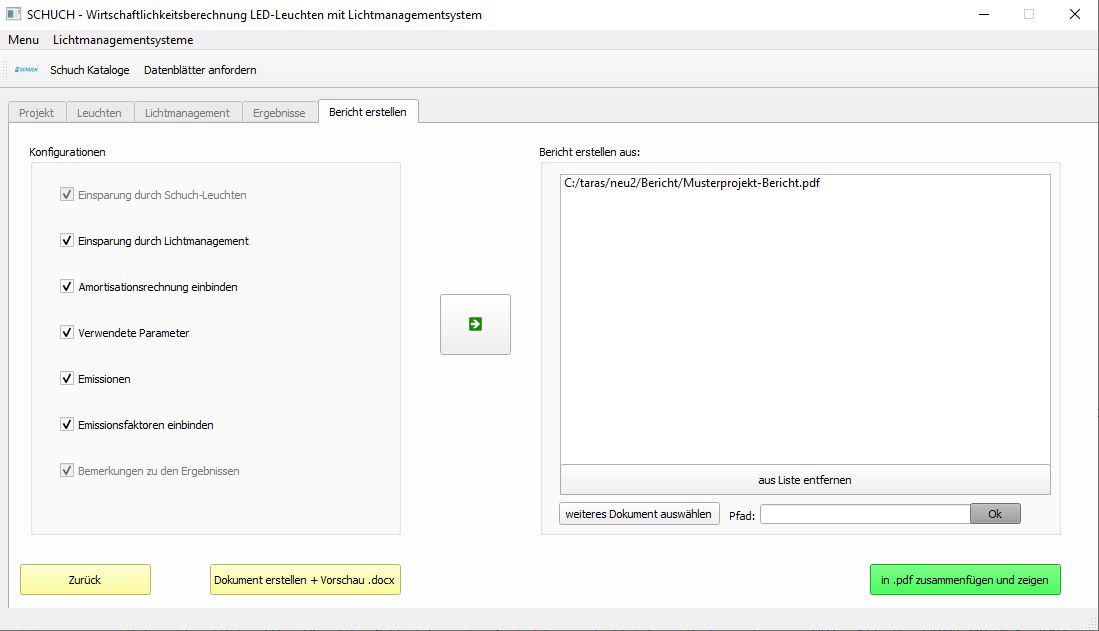 SCHUCH - Wirtschaftlichkeitsberechnung LED-Leuchten mit Lichtmanagementsystem
Menu Lichtmanagementsysteme
SCHUCH Schuch Kataloge Datenblätter anfordern
Projekt Leuchten Lichtmanagement Ergebnisse Bericht erstellen
Konfigurationen
Einsparung durch Schuch-Leuchten
Einsparung durch Lichtmanagement
Amortisationsrechnung einbinden
Verwendete Parameter
Emissionen
Emissionsfaktoren einbinden
Bemerkungen zu den Ergebnissen
Bericht erstellen aus:
C:/taras/neu2/Bericht/Musterprojekt-Bericht.pdf
aus Liste entfernen
weiteres Dokument auswählen Pfad: Ok
Zurück Dokument erstellen + Vorschau .docx in .pdf zusammenfügen und zeigen